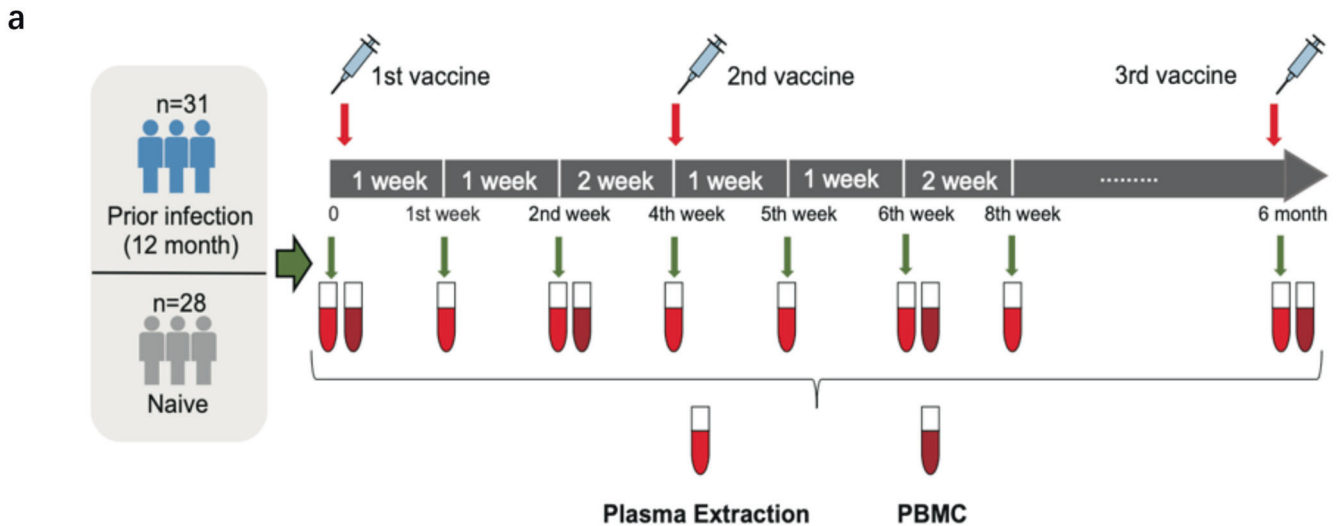 a
n=31
Prior infection
(12 month)
n=28
Naive
1st vaccine
2nd vaccine
3rd vaccine
1 week 1 week 2 week 1 week 1 week 2 week .........
0 1st week 2nd week 4th week 5th week 6th week 8th week 6 month
Plasma Extraction PBMC